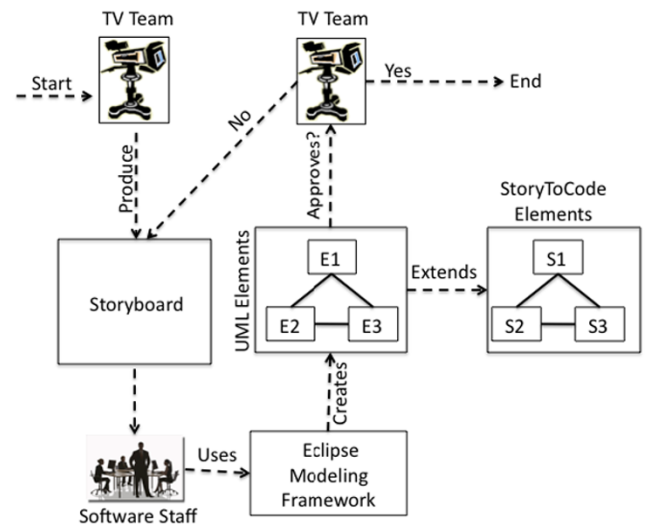 TV Team
TV Team
Start
Yes
End
No
Produce
Approves?
StoryToCode
Elements
Storyboard
UML Elements
E1
E2
E3
Extends
S1
S2
S3
Creates
Uses
Eclipse
Modeling
Framework
Software Staff